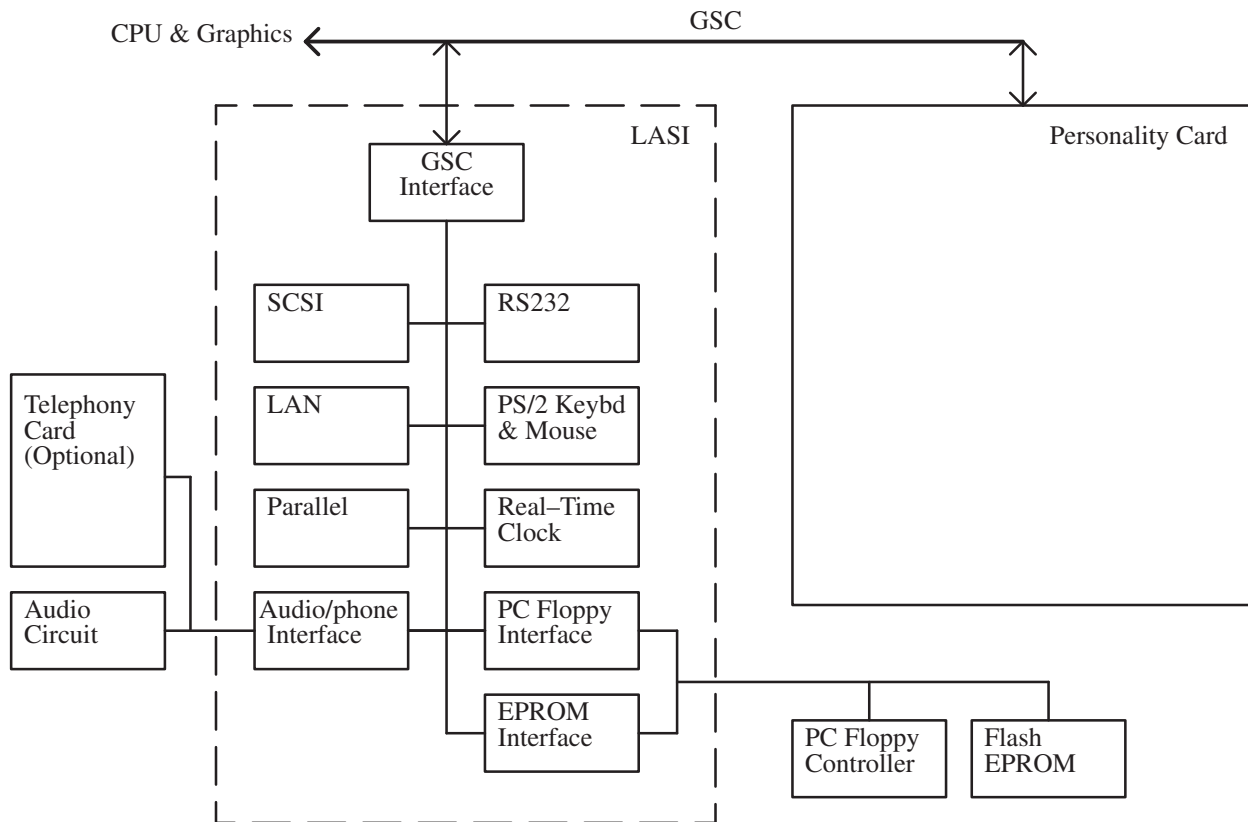 GSC
CPU & Graphics
LASI
Personality Card
GSC
Interface
SCSI
RS232
LAN
PS/2 Keybd
& Mouse
Telephony
Card
(Optional)
Parallel
Real–Time
Clock
Audio
Circuit
Audio/phone
Interface
PC Floppy
Interface
EPROM
Interface
PC Floppy
Controller
Flash
EPROM